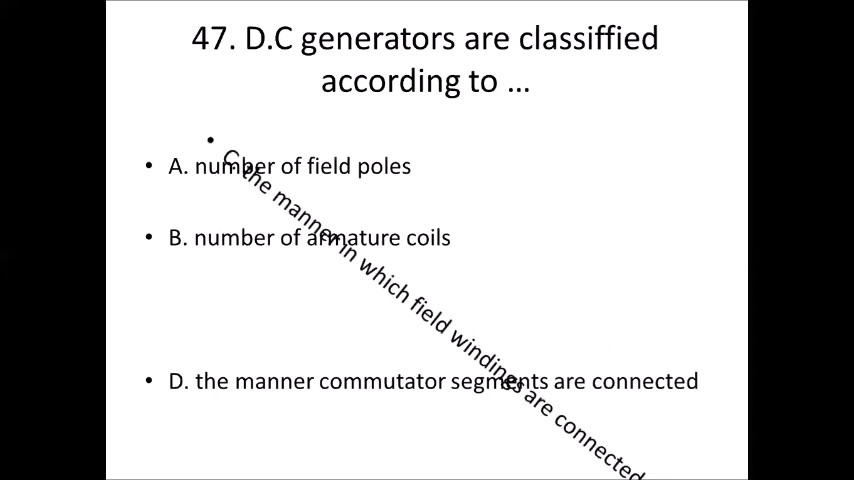 47. D.C generators are classiffied
according to ...
• A. number of field poles
• B. number of armature coils
• C the manner in which field windings are connected
• D. the manner commutator segments are connected